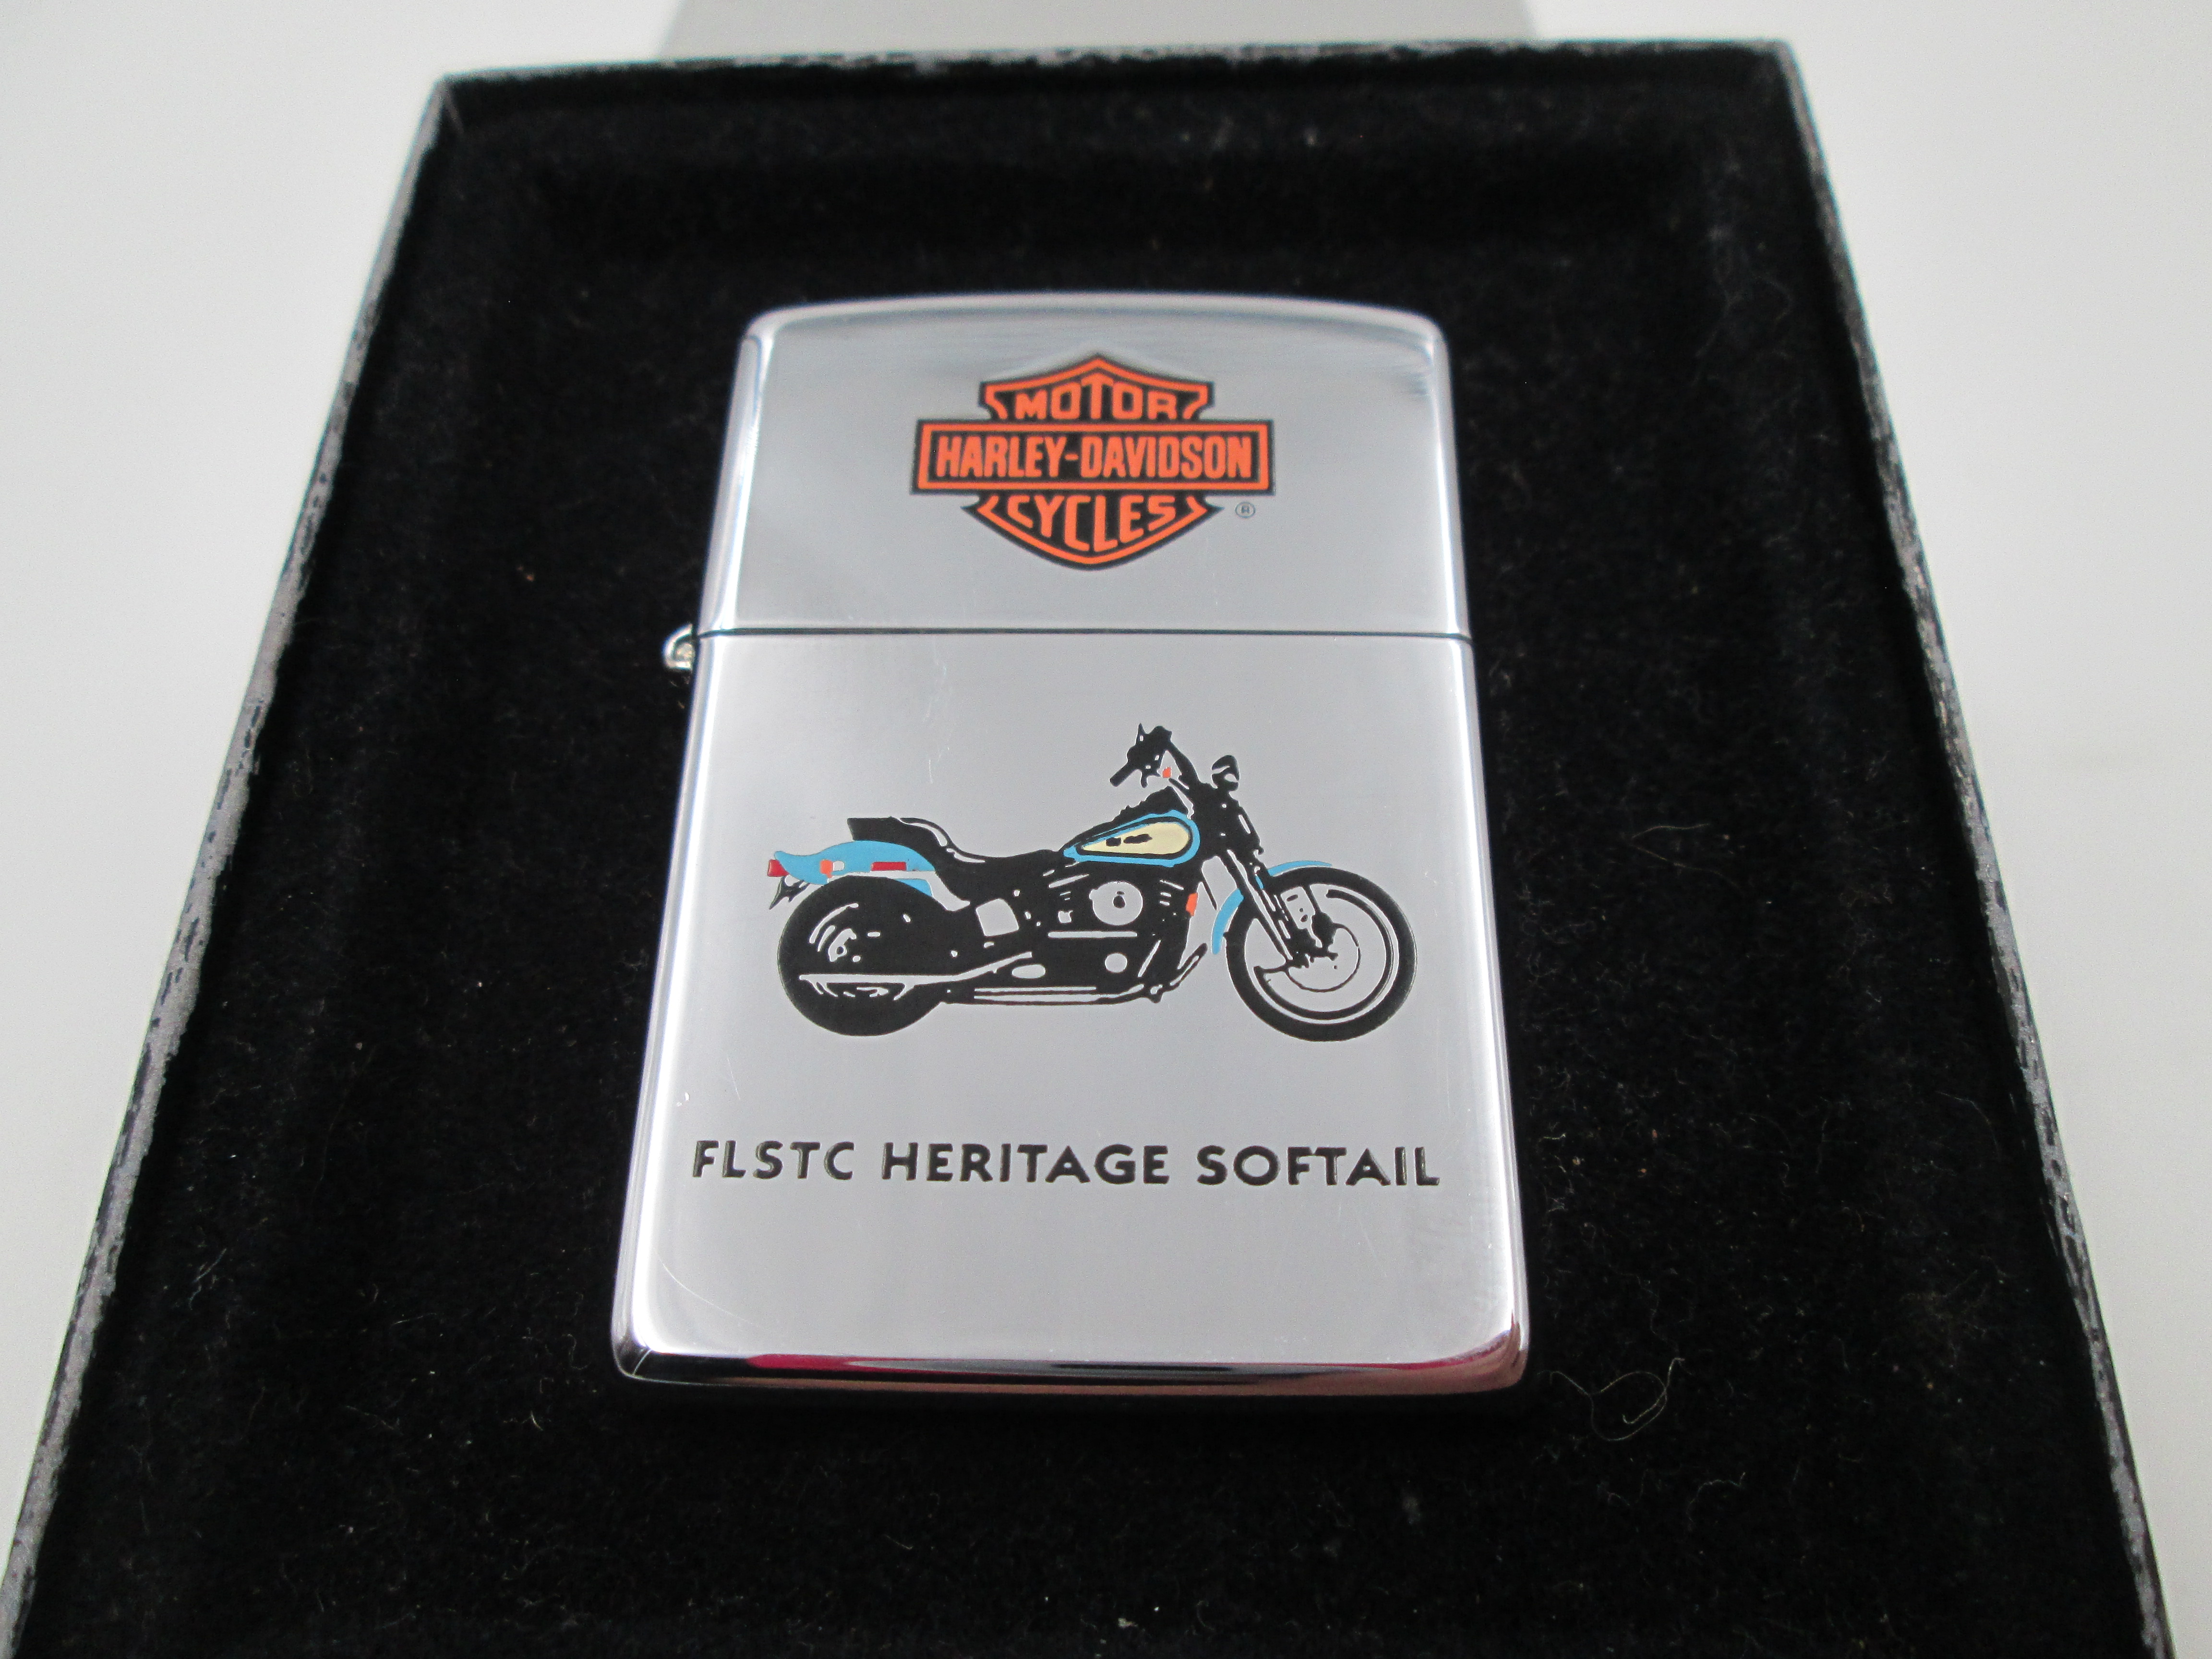 MOTOR
HARLEY-DAVIDSON
CYCLES
®
FLSTC HERITAGE SOFTAIL